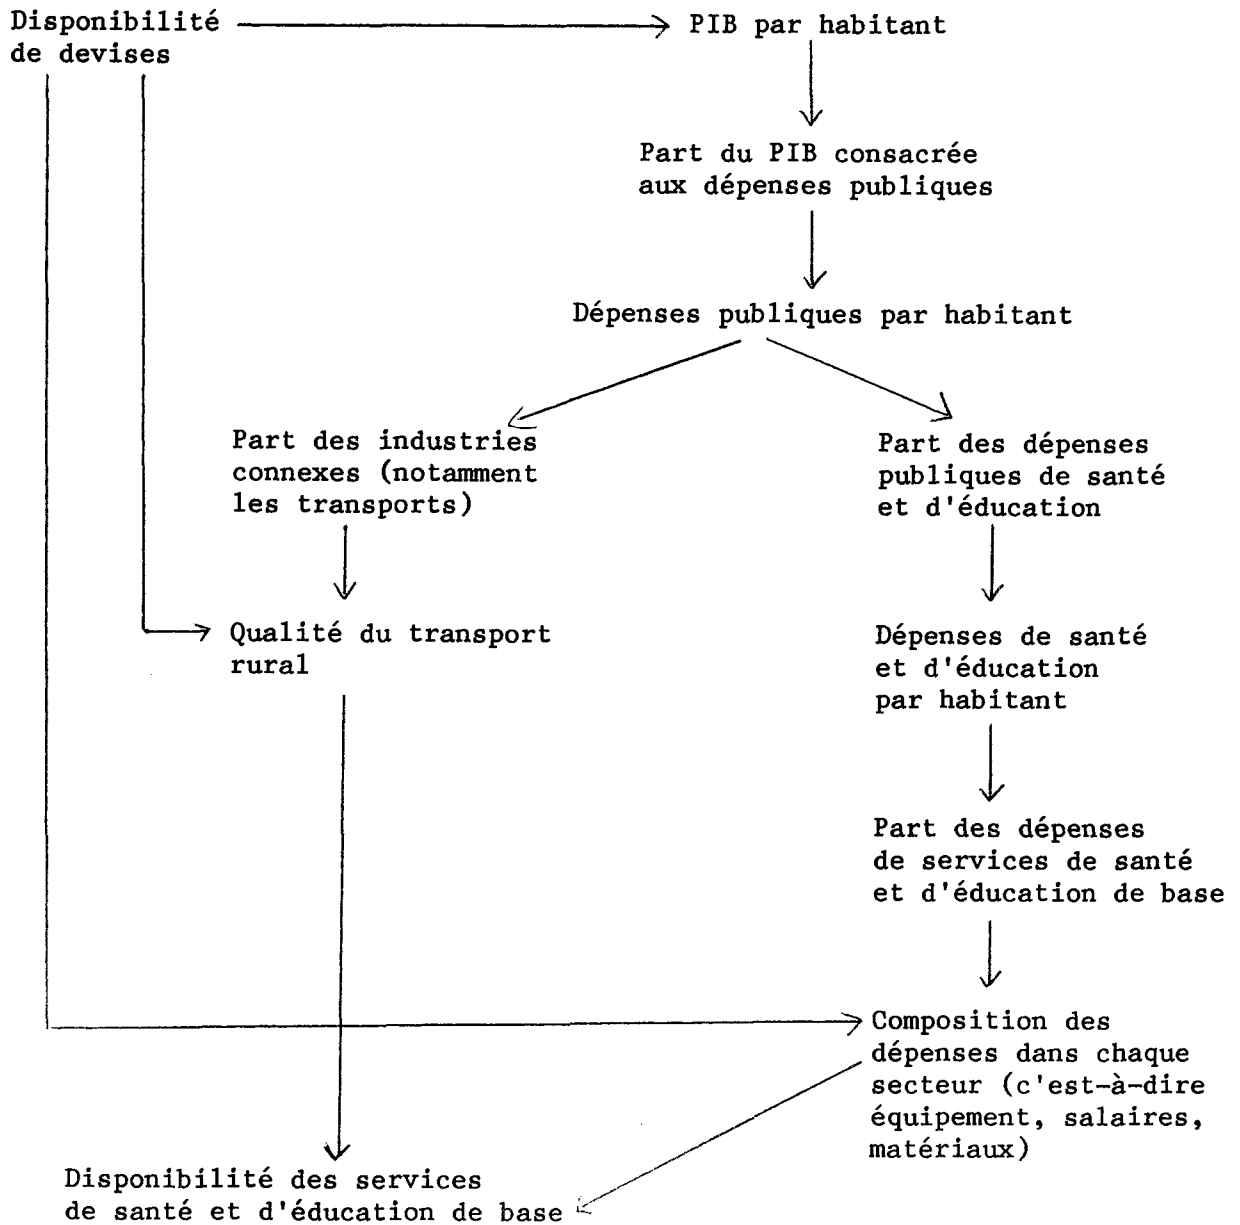 Disponibilité
de devises
PIB par habitant
Part du PIB consacrée
aux dépenses publiques
Dépenses publiques par habitant
Part des industries
connexes (notamment
les transports)
Part des dépenses
publiques de santé
et d'éducation
Qualité du transport
rural
Dépenses de santé
et d'éducation
par habitant
Part des dépenses
de services de santé
et d'éducation de base
Composition des
dépenses dans chaque
secteur (c'est-à-dire
équipement, salaires,
matériaux)
Disponibilité des services
de santé et d'éducation de base